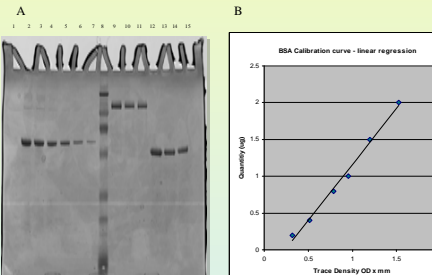 A
1 2 3 4 5 6 7 8 9 10 11 12 13 14 15
B
BSA Calibration curve - linear regression
Quantitiy (ug)
2.5
2
1.5
1
0.5
0
0 0.5 1 1.5
Trace Density OD x mm